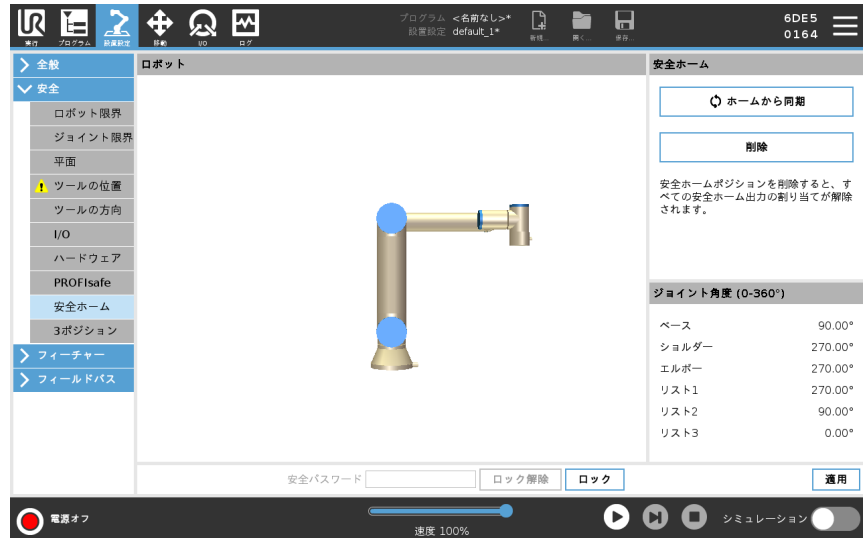 UR
実行
プログラム
設置設定
移動
I/O
ログ
プログラム <名前なし>*
設置設定 default_1*
新規...
開く...
保存...
6DE5
0164
全般
安全
ロボット限界
ジョイント限界
平面
ツールの位置
ツールの方向
I/O
ハードウェア
PROFIsafe
安全ホーム
3ポジション
フィーチャー
フィールドバス
ロボット
安全ホーム
ホームから同期
削除
安全ホームポジションを削除すると、す
べての安全ホーム出力の割り当てが解除
されます。
ジョイント角度 (0-360°)
ベース 90.00°
ショルダー 270.00°
エルボー 270.00°
リスト1 270.00°
リスト2 90.00°
リスト3 0.00°
安全パスワード
ロック解除
ロック
適用
電源オフ
速度 100%
シミュレーション